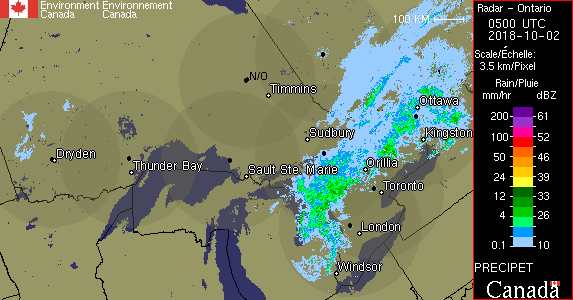 Environment Environnement
Canada Canada
Radar - Ontario
0500 UTC
2018-10-02
100 KM
Scale/Échelle:
3.5 km/Pixel
Rain/Pluie
mm/hr dBZ
200 61
100 52
50 46
24 39
12 33
4 26
0.1 10
N/O
Timmins
Ottawa
Sudbury
Kingston
Dryden
Thunder Bay
Sault Ste. Marie
Orillia
Toronto
London
Windsor
PRECIPET
Canada